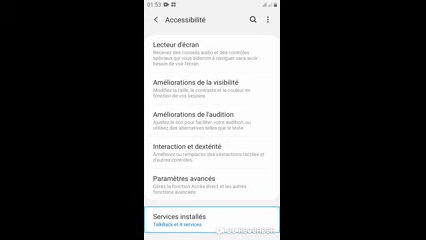 01:53
Accessibilité
Lecteur d'écran
Recevez des conseils audio et des contrôles
spéciaux qui vous aideront à naviguer sans avoir
besoin de voir l'écran.
Améliorations de la visibilité
Modifiez la taille, le contraste et la couleur en
fonction de vos besoins.
Améliorations de l'audition
Ajustez le son pour faciliter votre audition, ou
utilisez des alternatives telles que le texte
Interaction et dextérité
Améliorez ou remplacez des interactions tactiles et
d'autres contrôles.
Paramètres avancés
Gérez la fonction Accès direct et les autres
fonctions avancées.
Services installés
TalkBack et 4 services
DU RECORDER